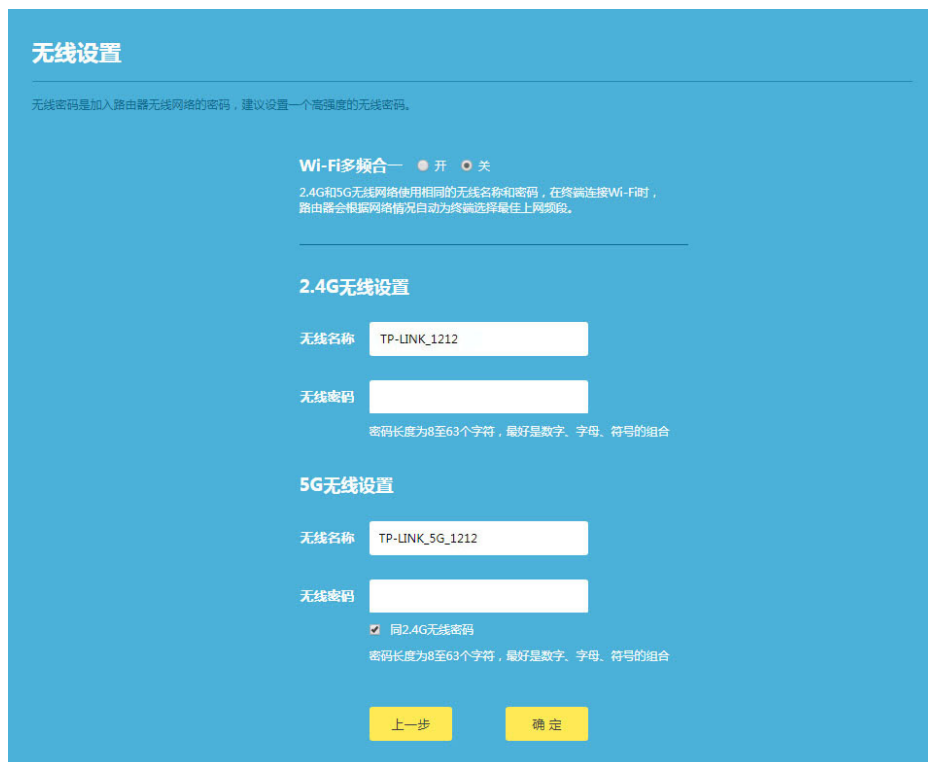 无线设置
无线密码是加入路由器无线网络的密码，建议设置一个高强度的无线密码。
Wi-Fi多频合一 开 关
2.4G和5G无线网络使用相同的无线名称和密码，在终端连接Wi-Fi时，
路由器会根据网络情况自动为终端选择最佳上网频段。
2.4G无线设置
无线名称 TP-LINK_1212
无线密码
密码长度为8至63个字符，最好是数字、字母、符号的组合
5G无线设置
无线名称 TP-LINK_5G_1212
无线密码
同2.4G无线密码
密码长度为8至63个字符，最好是数字、字母、符号的组合
上一步 确定